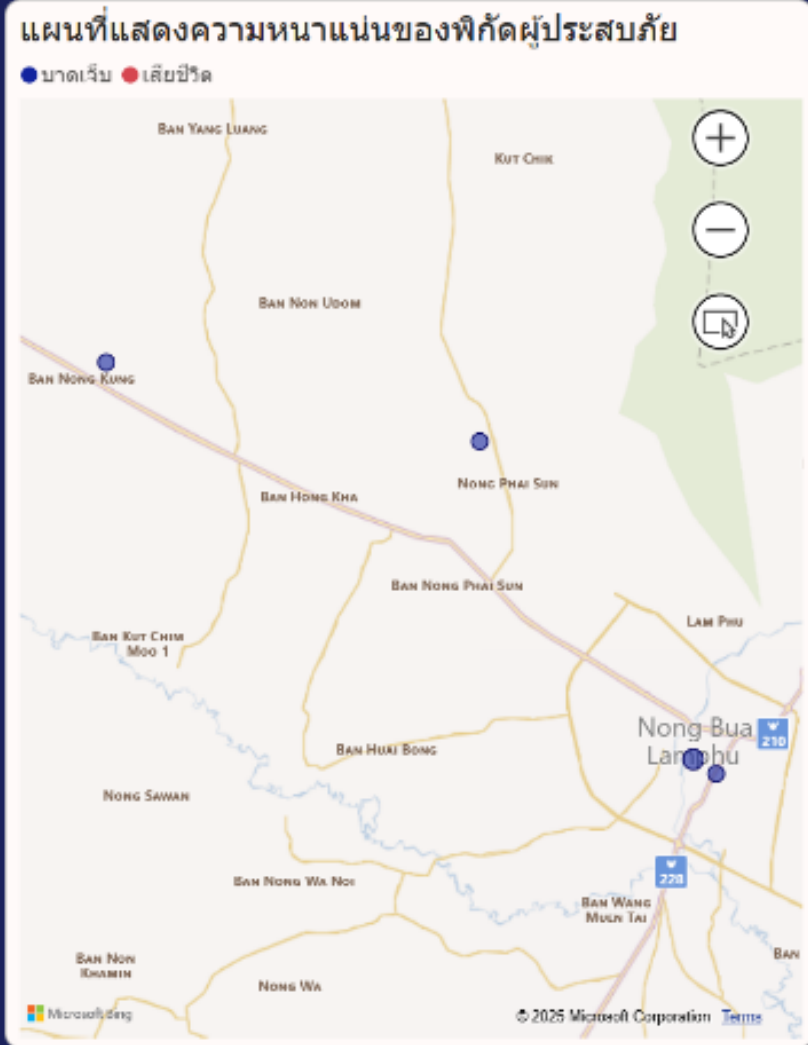 แผนที่แสดงความหนาแน่นของพิกัดผู้ประสบภัย
บาดเจ็บ เสียชีวิต
BAN YANG LUANG
KUT CHIK
BAN NON UDOM
BAN NONG KUNG
NONG PHAI SUN
BAN HONG KHA
BAN NONG PHAI SUN
LAM PHU
BAN KUT CHIM
MOO 1
Nong Bua
Lamphu
210
BAN HUAI BONG
NONG SAWAN
228
BAN NONG WA NOI
BAN WANG
MUEN TAI
BAN
BAN NON
KHAMIN
NONG WA
Microsoft Bing
© 2025 Microsoft Corporation Terms